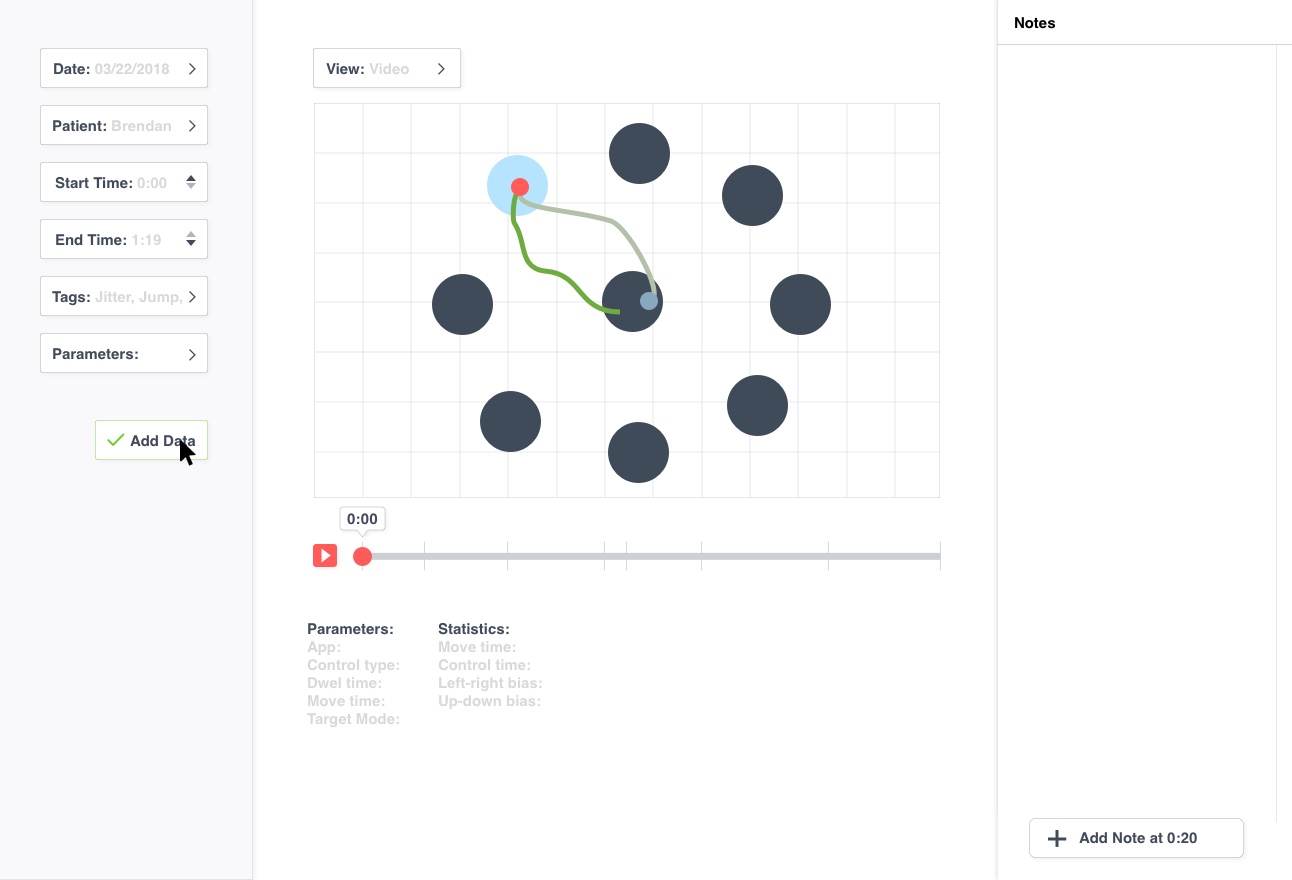 Date: 03/22/2018
Patient: Brendan
Start Time: 0:00
End Time: 1:19
Tags: Jitter, Jump,
Parameters:
Add Data
View: Video
0:00
Parameters:
App:
Control type:
Dwel time:
Move time:
Target Mode:
Statistics:
Move time:
Control time:
Left-right bias:
Up-down bias:
Notes
Add Note at 0:20